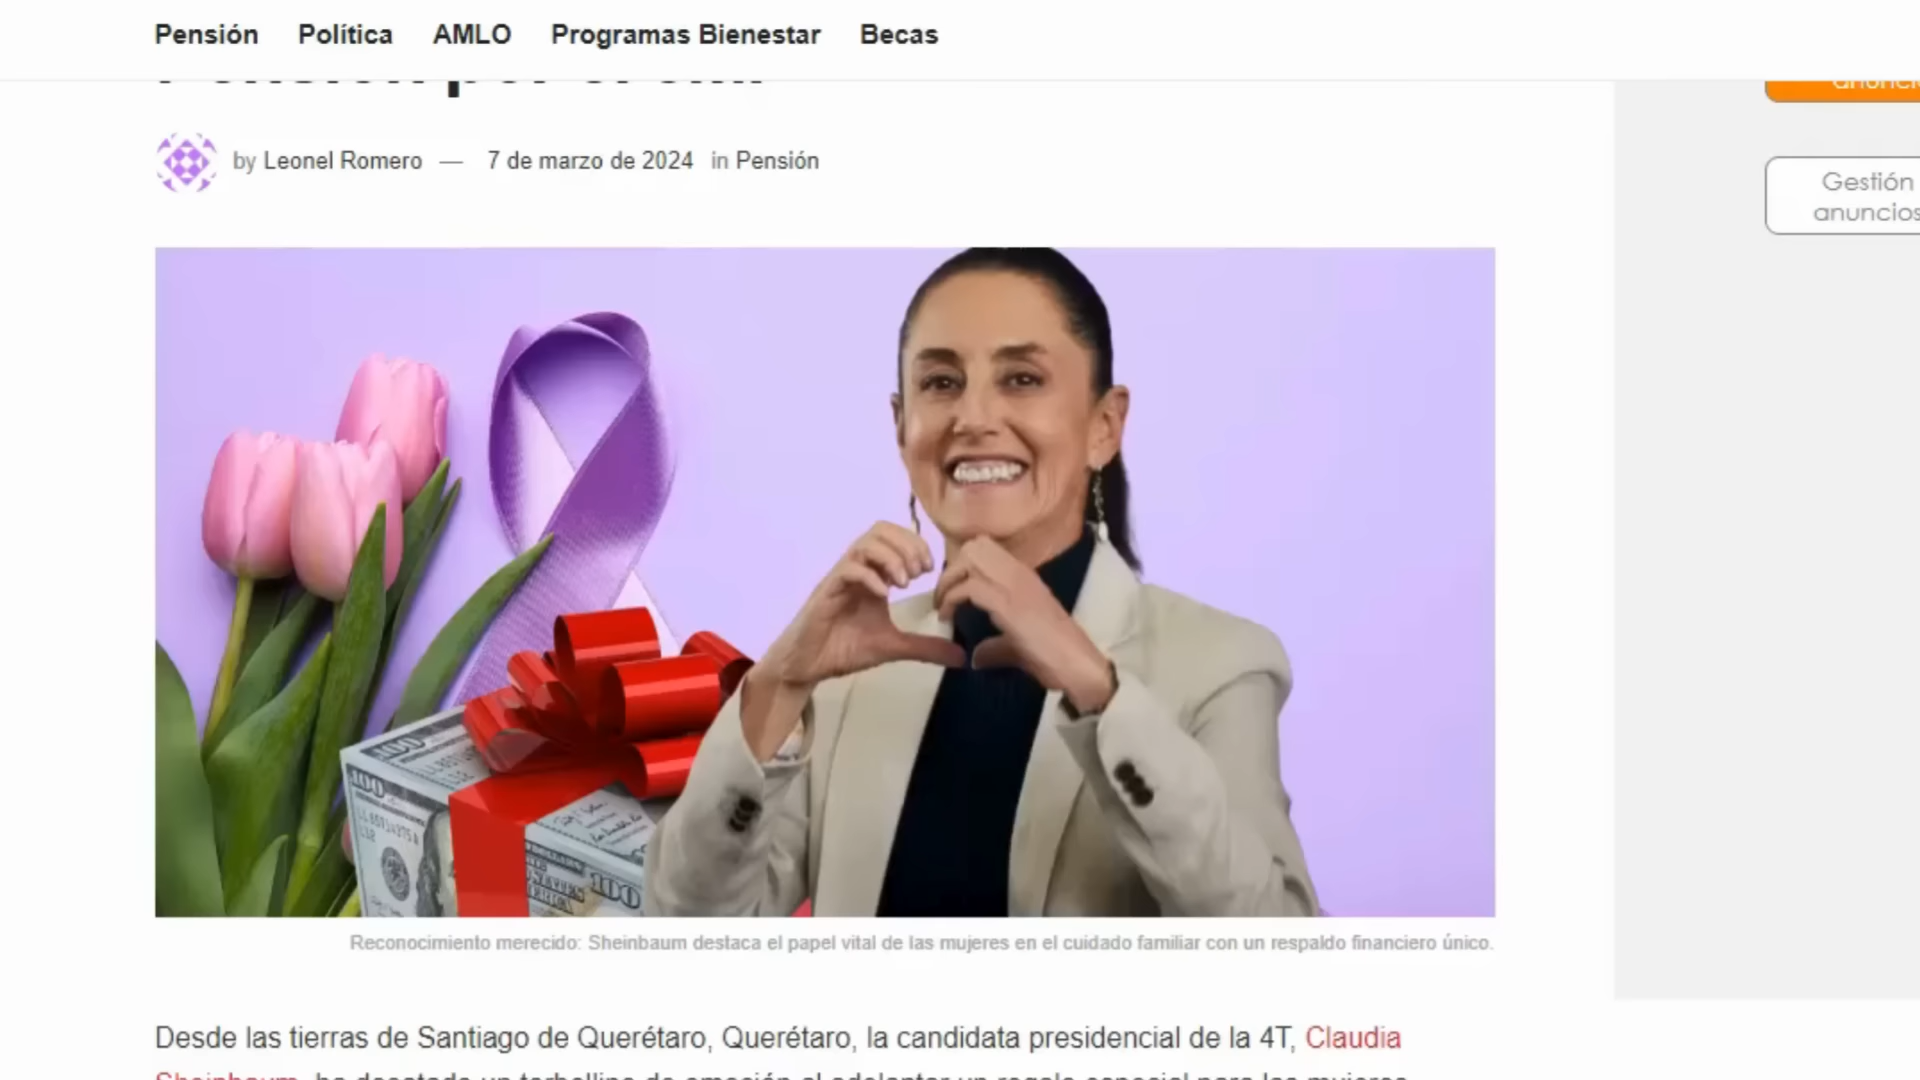 Pensión Política AMLO Programas Bienestar Becas
by Leonel Romero — 7 de marzo de 2024 in Pensión
Gestión
anuncios
Reconocimiento merecido: Sheinbaum destaca el papel vital de las mujeres en el cuidado familiar con un respaldo financiero único.
Desde las tierras de Santiago de Querétaro, Querétaro, la candidata presidencial de la 4T, Claudia